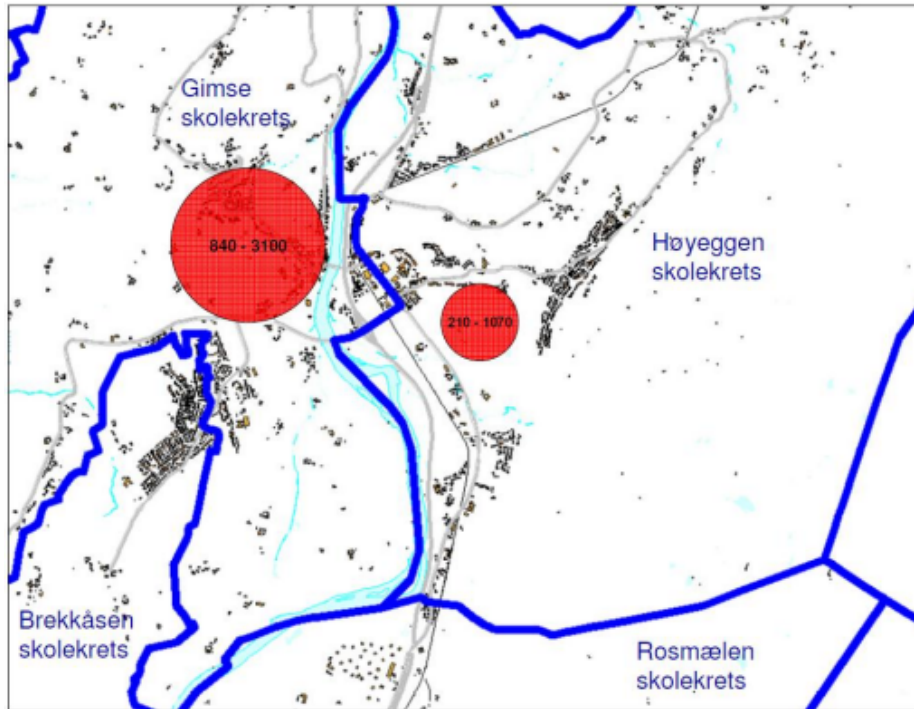 Gimse
skolekrets
840 - 3100
Høyeggen
skolekrets
210 - 1070
Brekkåsen
skolekrets
Rosmælen
skolekrets